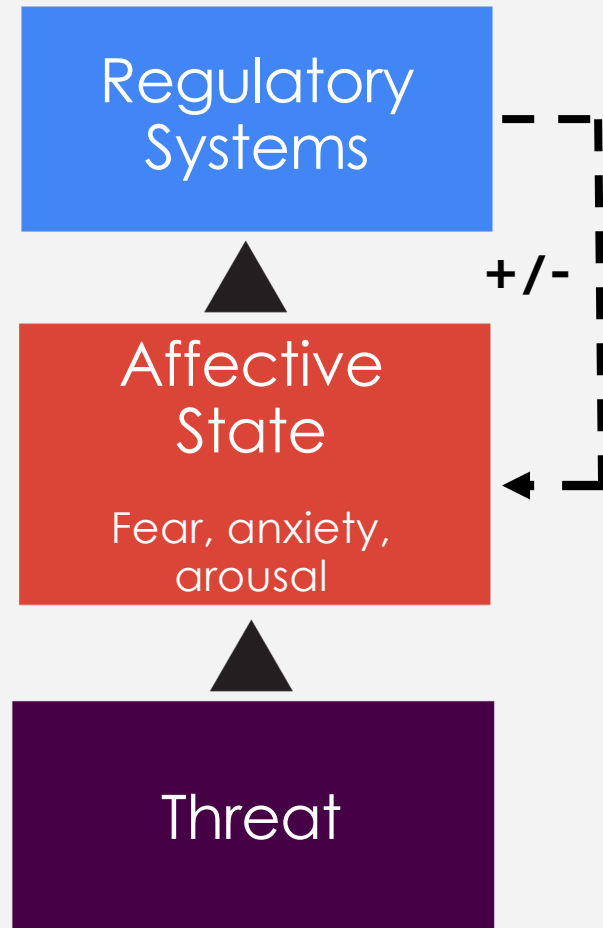 Regulatory
Systems
+/-
Affective
State
Fear, anxiety,
arousal
Threat